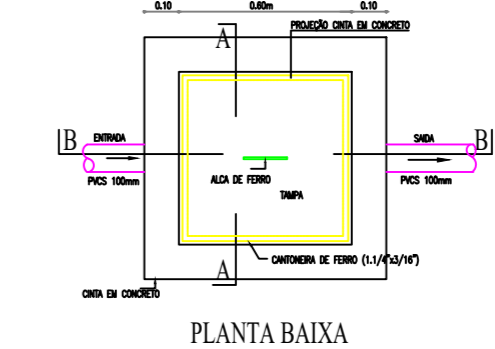 0.10 0.60m 0.10
PROJEÇÃO CINTA EM CONCRETO
A
B ENTRADA SAIDA B
PVCS 100mm ALCA DE FERRO PVCS 100mm
TAMPA
A CANTONEIRA DE FERRO (1.1/4"x3/16")
CINTA EM CONCRETO
PLANTA BAIXA